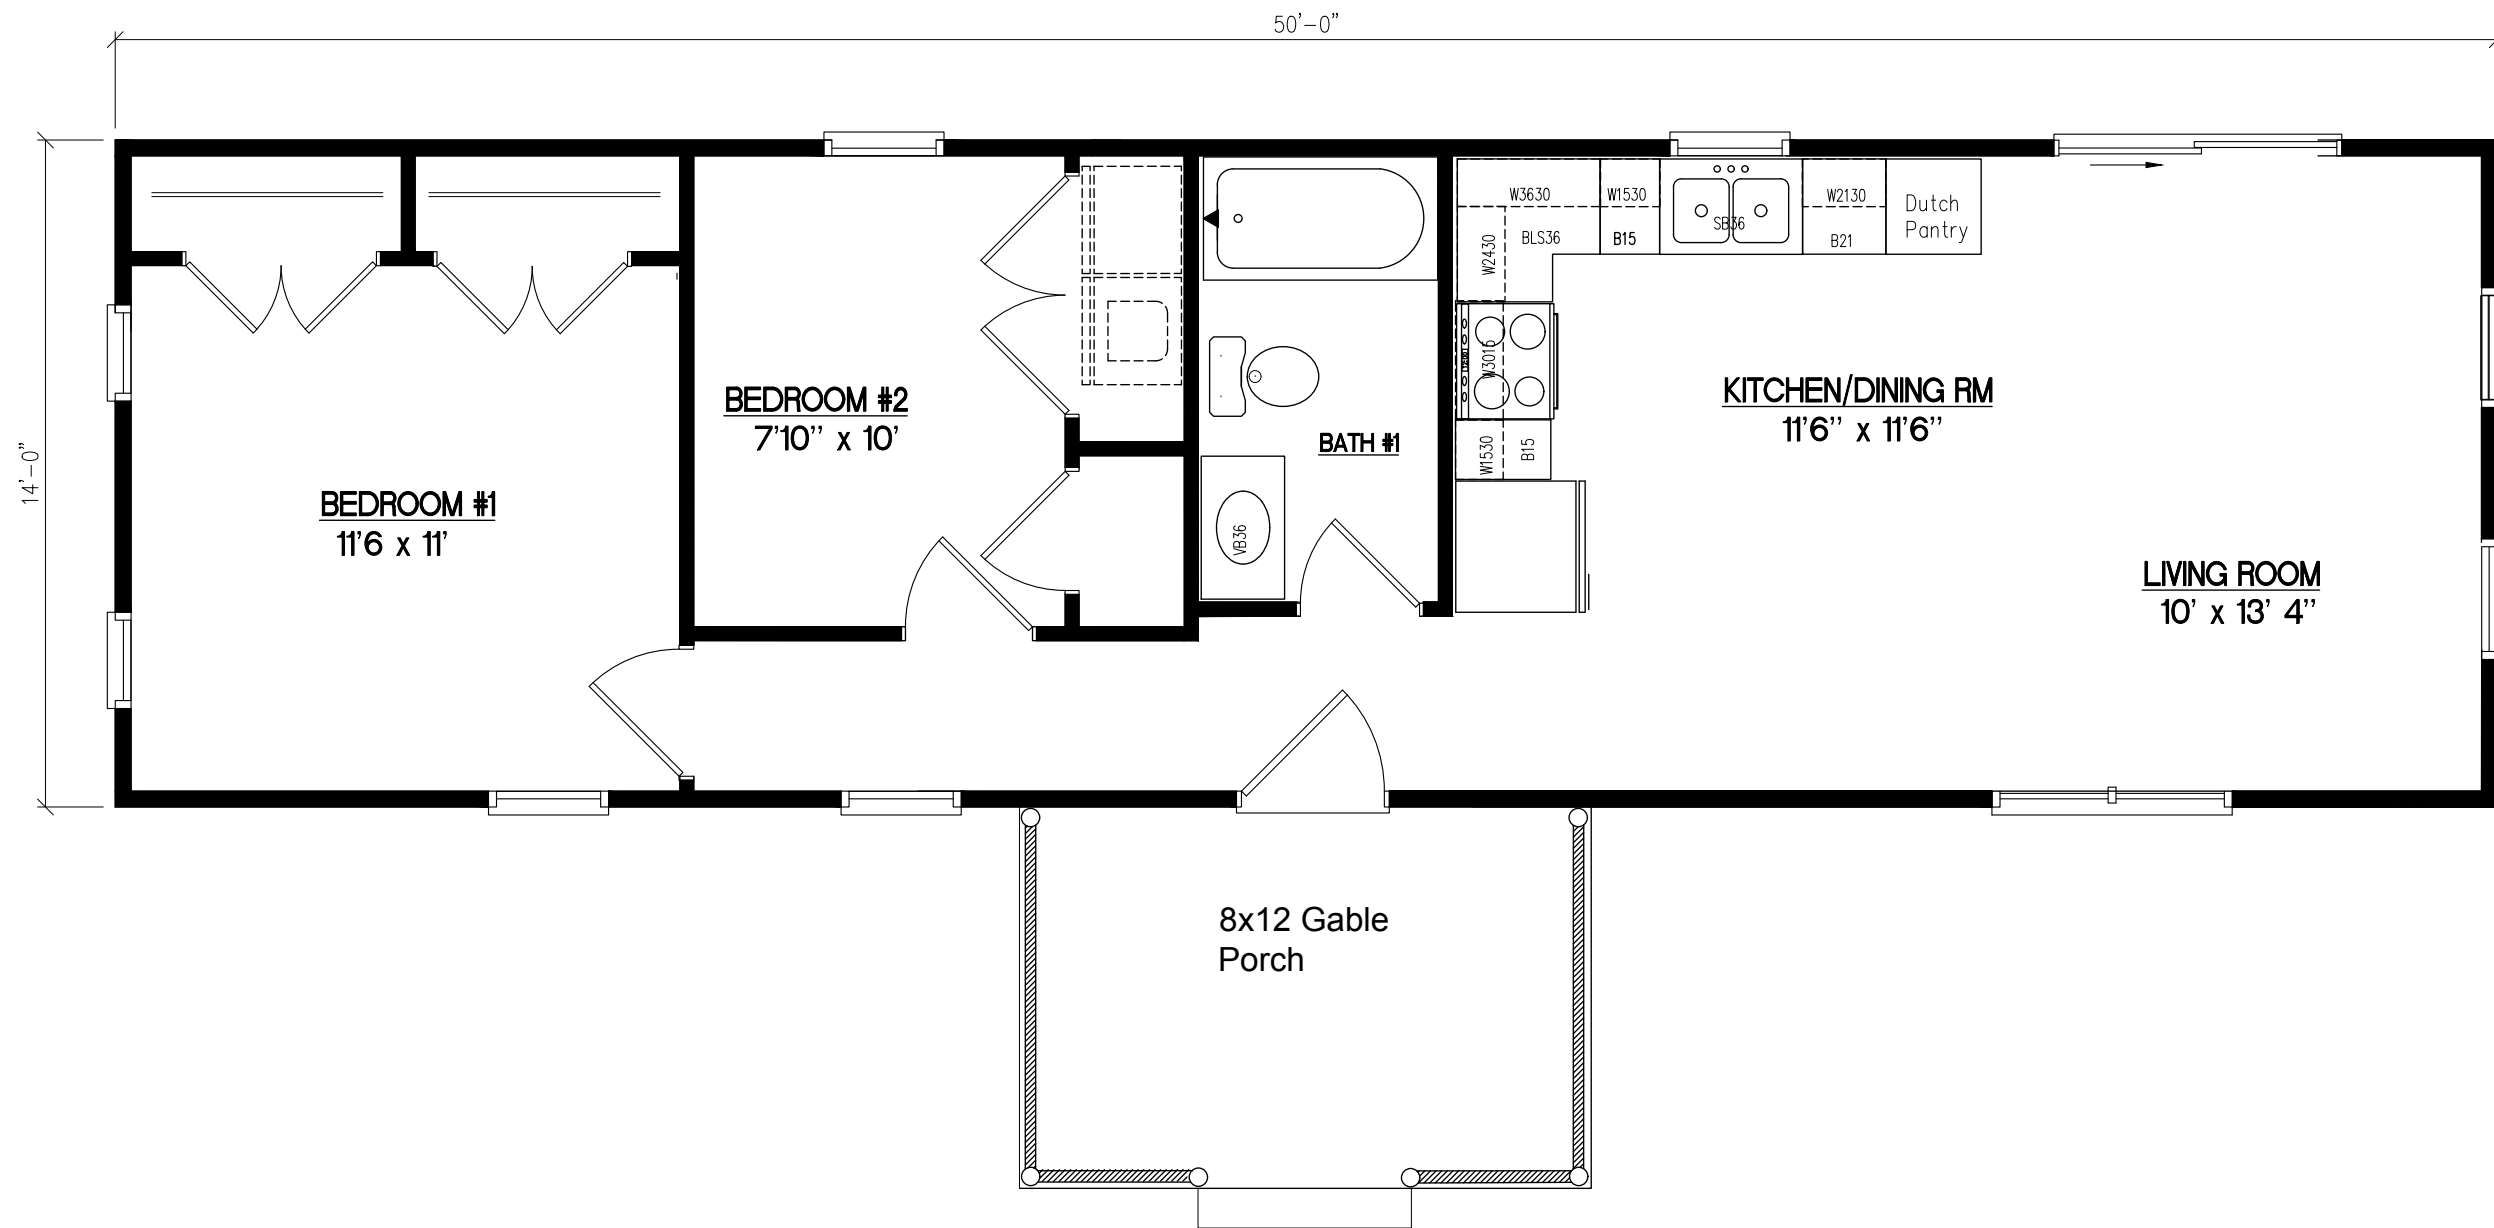 50'-0"
14'-0"
W3630
W1530
W2130
Dutch
Pantry
BLS36
B15
SB36
B21
W2430
W3015
W1530
B15
BEDROOM #2
7'10" x 10'
BATH #1
KITCHEN/DINING RM
11'6" x 11'6"
BEDROOM #1
11'6 x 11'
VB36
LIVING ROOM
10' x 13' 4"
8x12 Gable
Porch